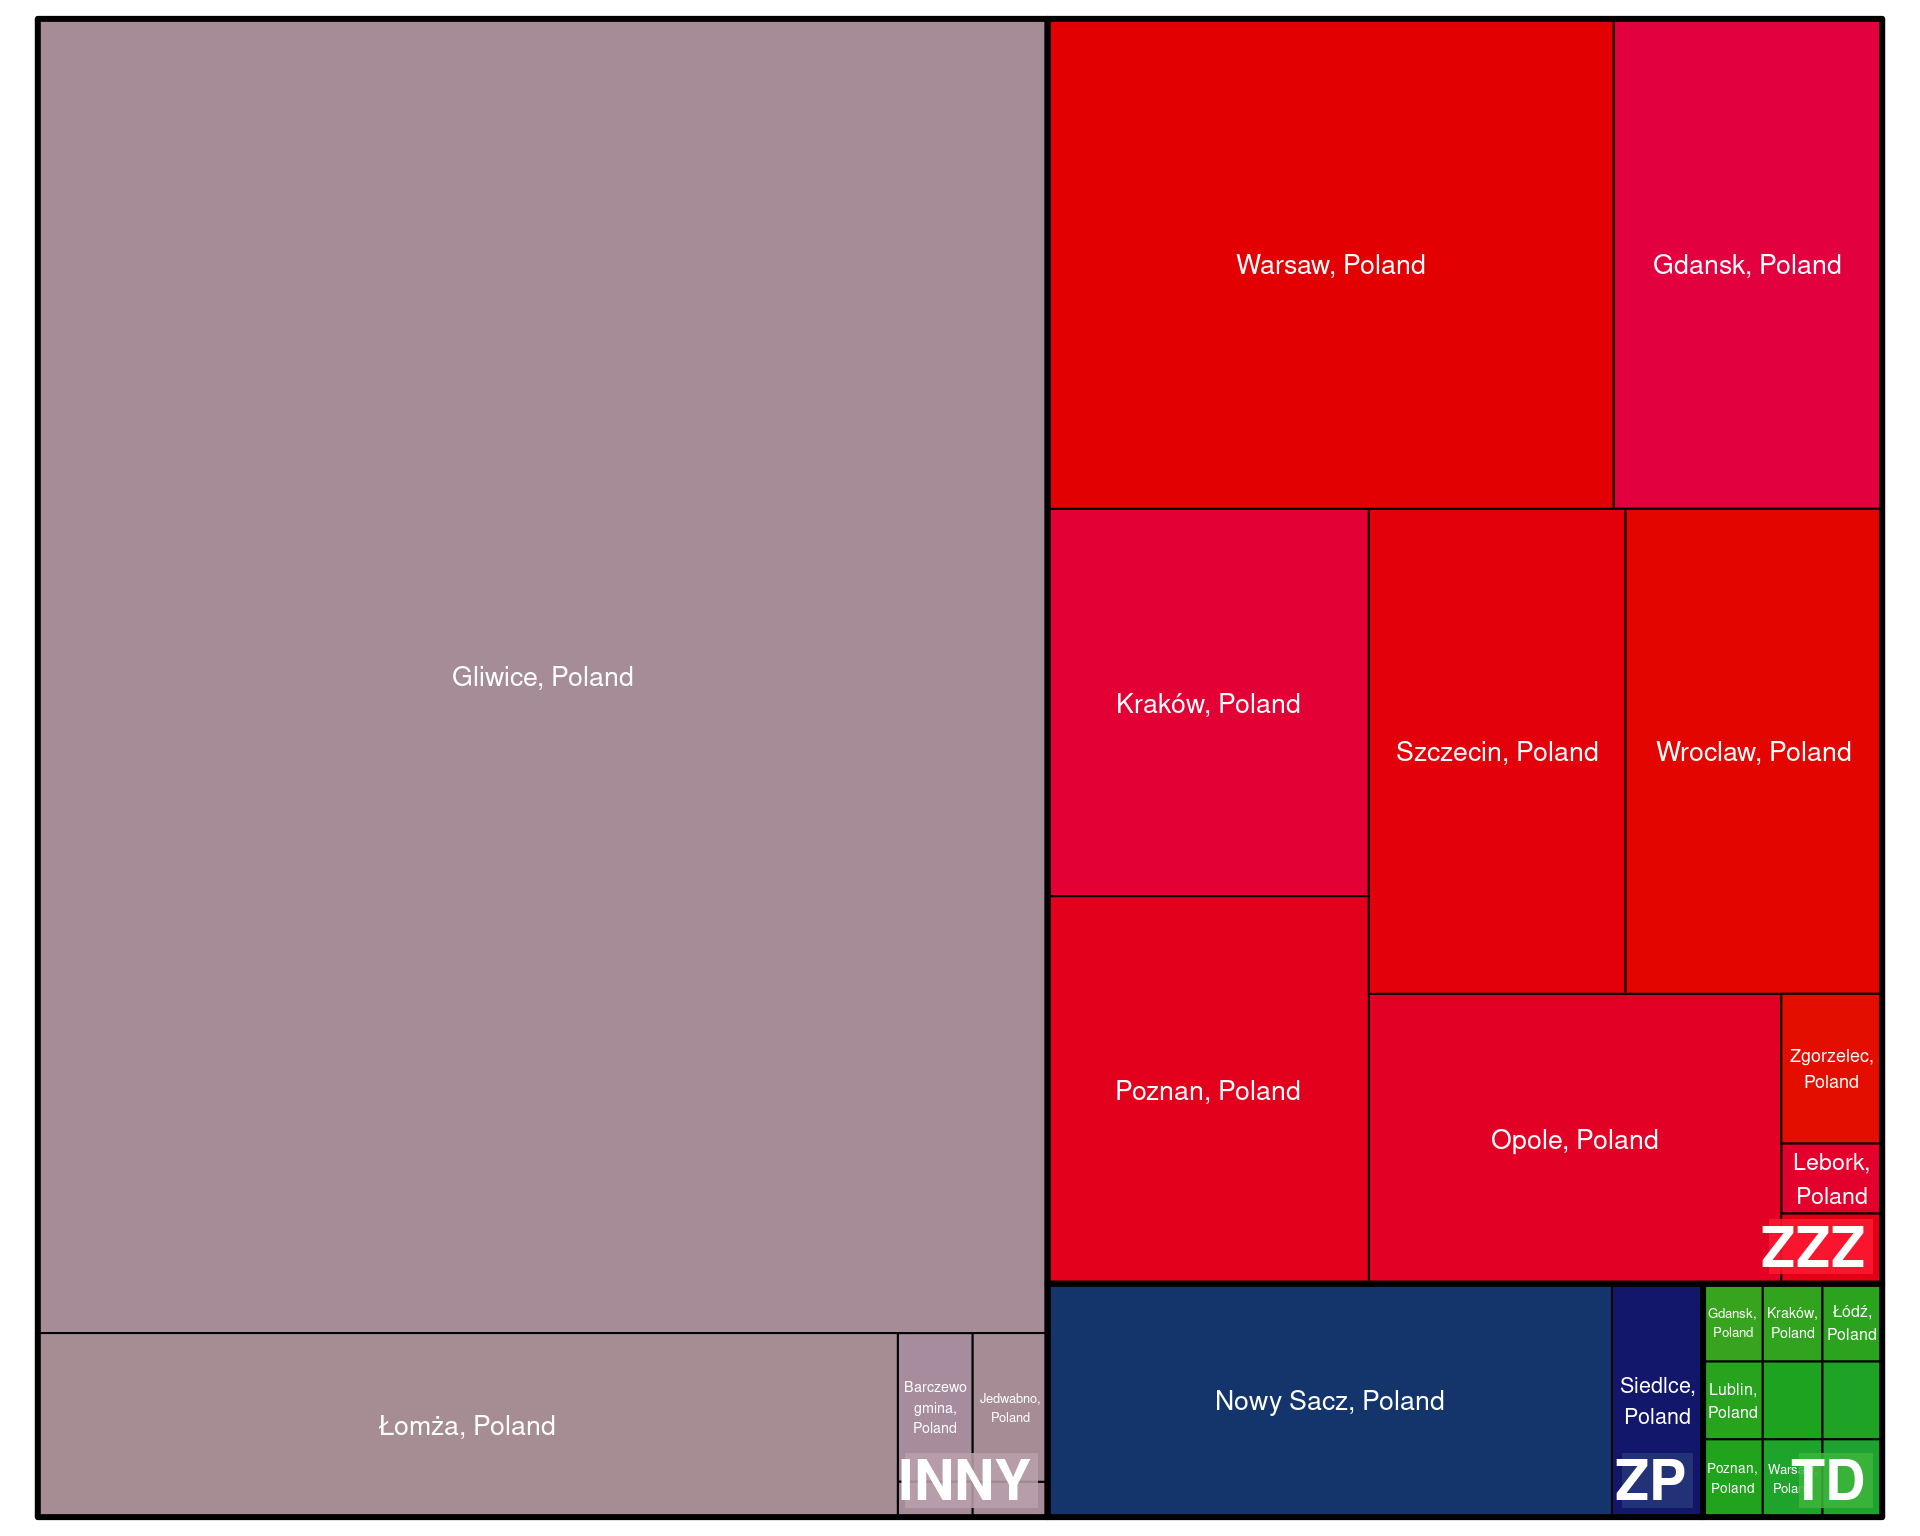 Gliwice, Poland
Łomża, Poland
Barczewo
gmina,
Poland
Jedwabno,
Poland
INNY
Warsaw, Poland
Gdansk, Poland
Kraków, Poland
Szczecin, Poland
Wroclaw, Poland
Poznan, Poland
Opole, Poland
Zgorzelec,
Poland
Lebork,
Poland
ZZZ
Nowy Sacz, Poland
Siedlce,
Poland
ZP
Gdansk,
Poland
Kraków,
Poland
Łódź,
Poland
Lublin,
Poland
Poznan,
Poland
TD